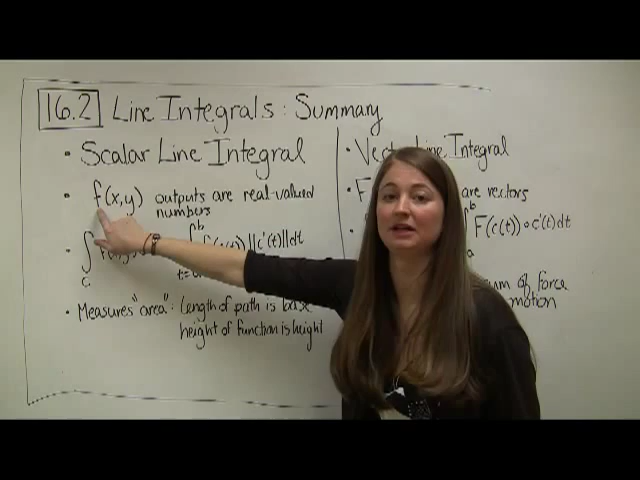 16.2 Line Integrals: Summary
• Scalar Line Integral
• f(x,y) outputs are real-valued
numbers
∫ ||c'(t)||dt
c
b
t=
• Measures "area": Length of path is base
height of function is height
• Line Integral
• F are vectors
• b F(c(t))∘c'(t)dt
a
of force
motion